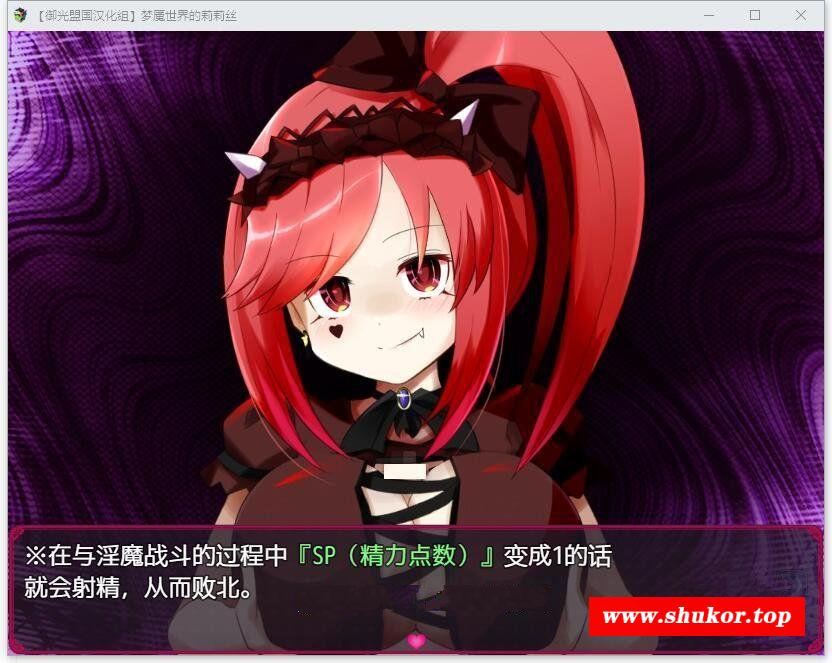 【御光盟国汉化组】梦魇世界的莉莉丝
※在与淫魔战斗的过程中『SP（精力点数）』变成1的话
就会射精，从而败北。
www.shukor.top